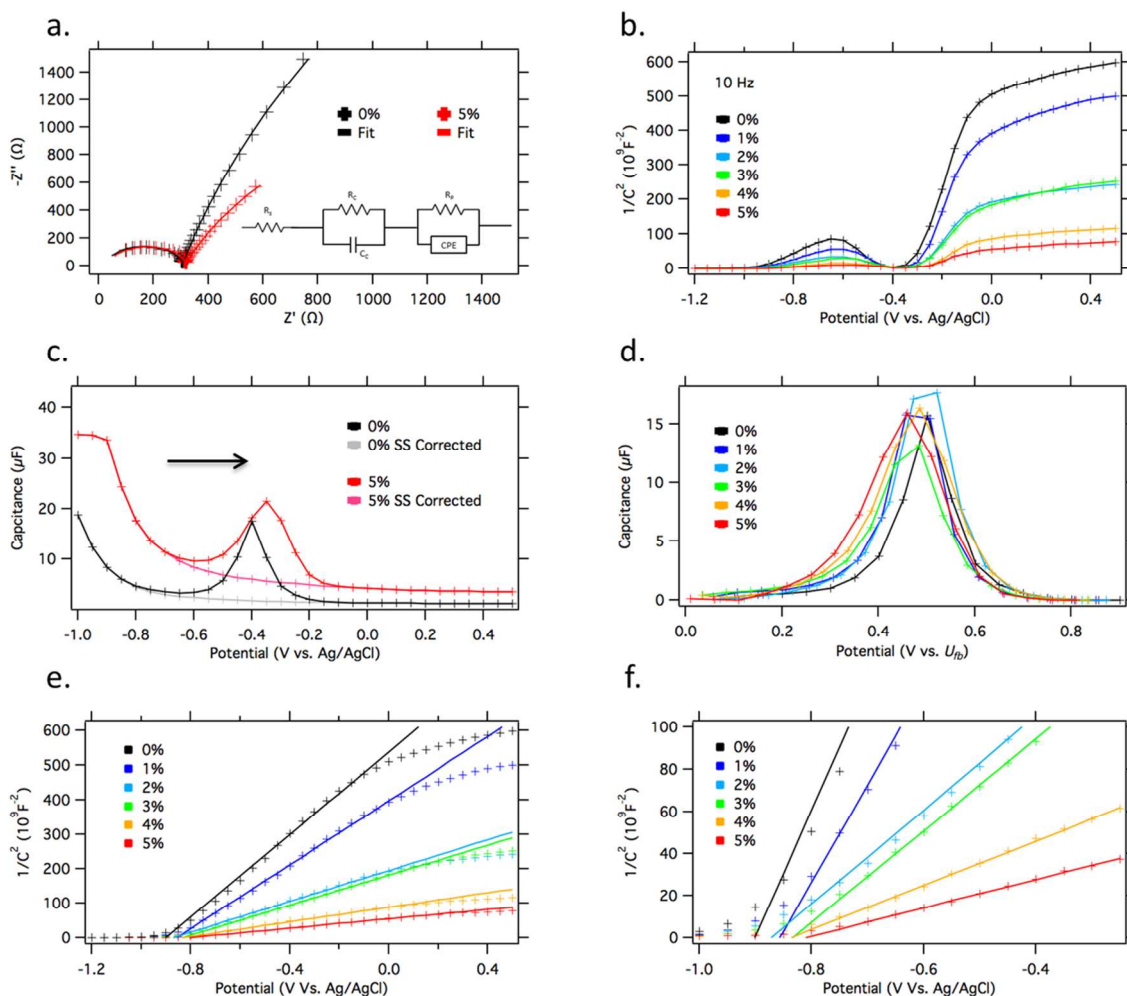 a.
1400
1200
1000
800
600
400
200
0
-Z'' (Ω)
0%
Fit
5%
Fit
Rs
Rc
Cc
Rp
CPE
0 200 400 600 800 1000 1200 1400
Z' (Ω)
b.
600
500
400
300
200
100
0
1/C² (10⁹F⁻²)
10 Hz
0%
1%
2%
3%
4%
5%
-1.2 -0.8 -0.4 0.0 0.4
Potential (V vs. Ag/AgCl)
c.
40
30
20
10
Capcitance (µF)
0%
0% SS Corrected
5%
5% SS Corrected
-1.0 -0.8 -0.6 -0.4 -0.2 0.0 0.2 0.4
Potential (V vs. Ag/AgCl)
d.
15
10
5
0
Capcitance (µF)
0%
1%
2%
3%
4%
5%
0.0 0.2 0.4 0.6 0.8
Potential (V vs. Ufb)
e.
600
500
400
300
200
100
0
1/C² (10⁹F⁻²)
0%
1%
2%
3%
4%
5%
-1.2 -0.8 -0.4 0.0 0.4
Potential (V Vs. Ag/AgCl)
f.
100
80
60
40
20
0
1/C² (10⁹F⁻²)
0%
1%
2%
3%
4%
5%
-1.0 -0.8 -0.6 -0.4
Potential (V Vs. Ag/AgCl)